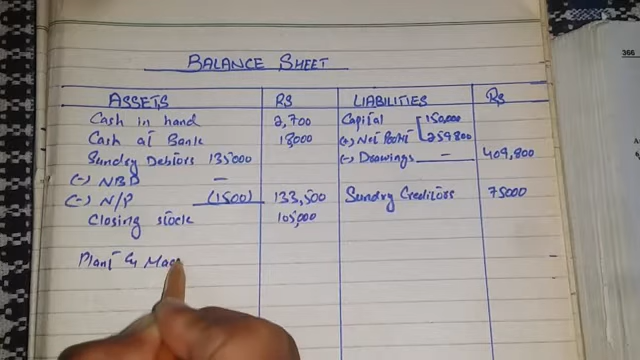 366
BALANCE SHEET
ASSETS RS LIABILITIES RS
Cash in hand 2,700 Capital 150,000
Cash at Bank 18000 (+) Net Profit 259800
Sundry Debtors 135000 (-) Drawings — 409,800
(-) NBD —
(-) N/P (1500) 133,500 Sundry Creditors 75000
Closing stock 105,000
Plant & Mac